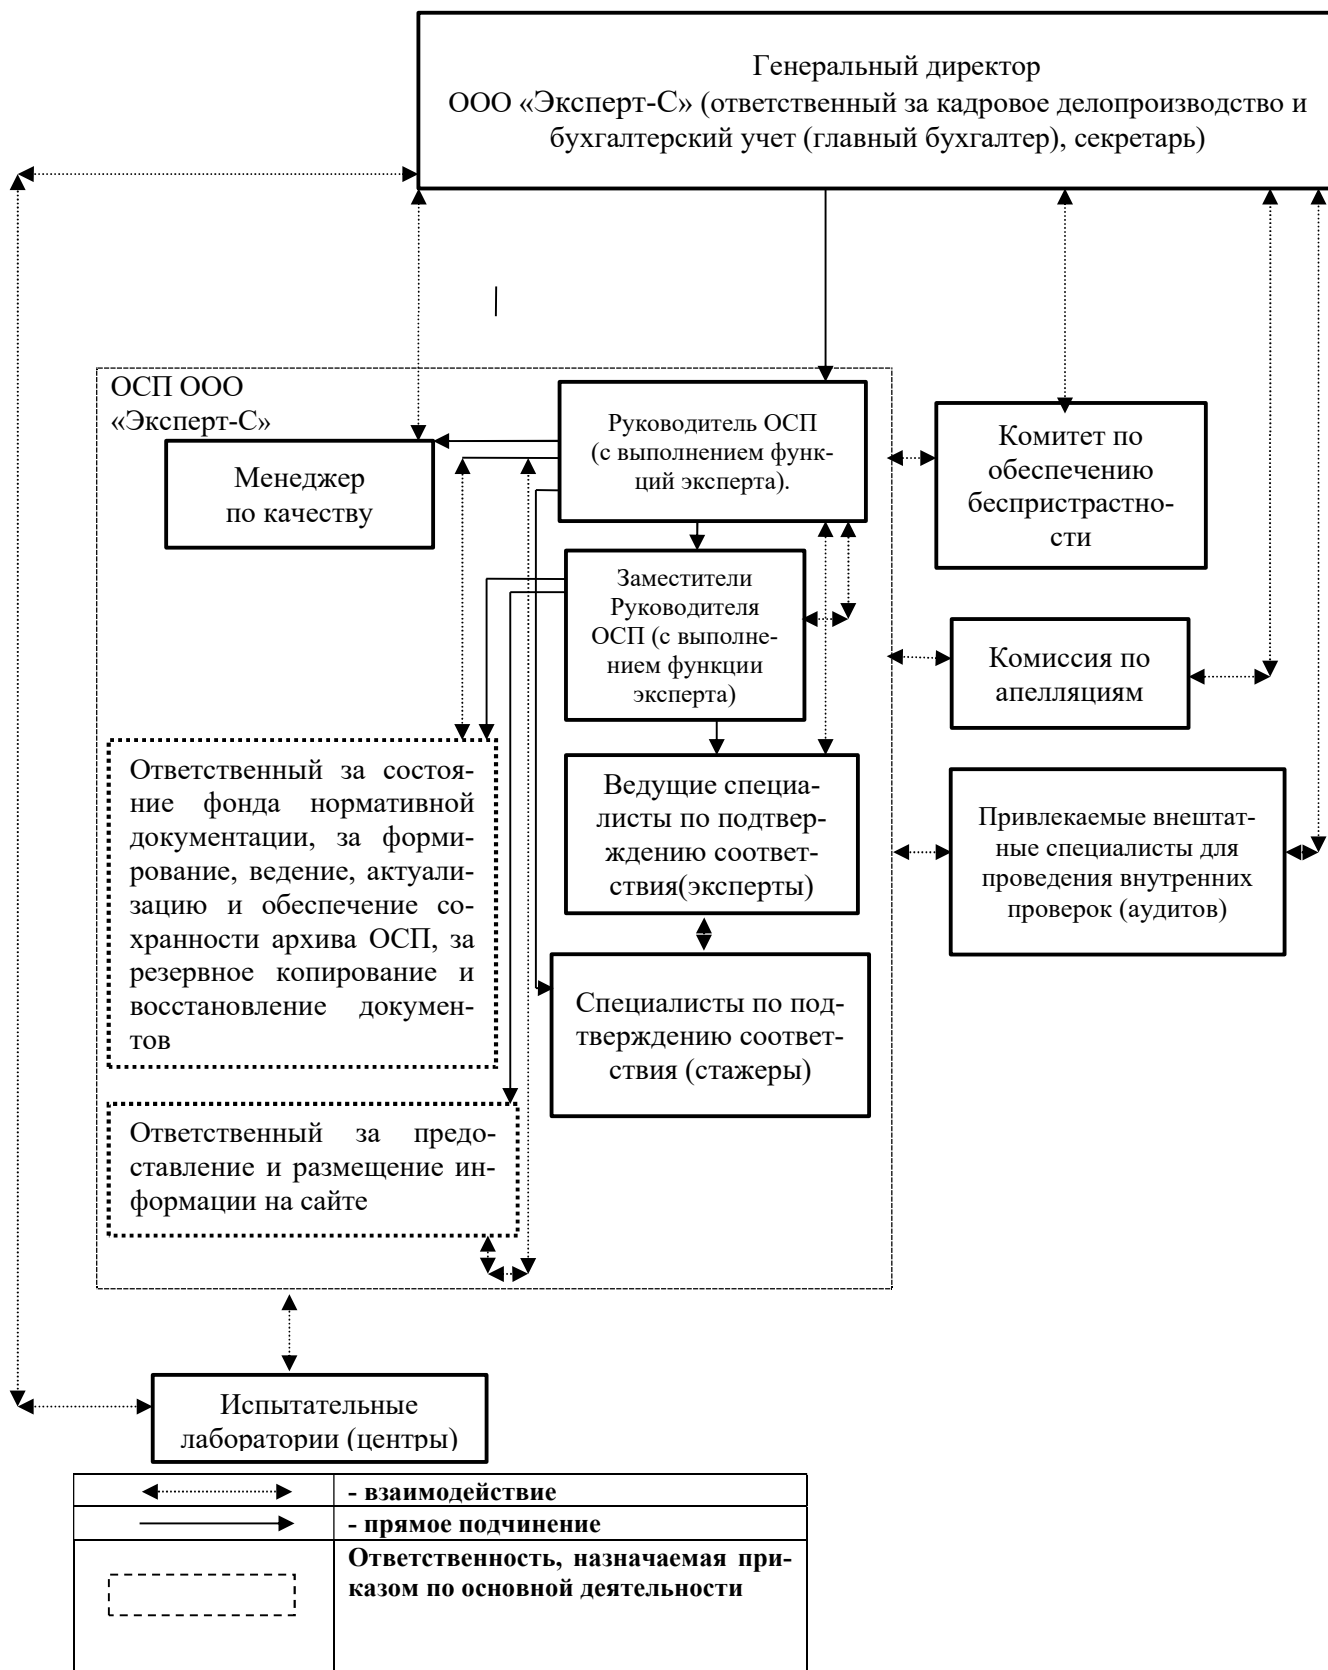 Генеральный директор
ООО «Эксперт-С» (ответственный за кадровое делопроизводство и
бухгалтерский учет (главный бухгалтер), секретарь)
ОСП ООО
«Эксперт-С»
Менеджер
по качеству
Руководитель ОСП
(с выполнением функ-
ций эксперта).
Комитет по
обеспечению
беспристрастно-
сти
Заместители
Руководителя
ОСП (с выполне-
нием функции
эксперта)
Комиссия по
апелляциям
Ответственный за состоя-
ние фонда нормативной
документации, за форми-
рование, ведение, актуали-
зацию и обеспечение со-
хранности архива ОСП, за
резервное копирование и
восстановление докумен-
тов
Ведущие специа-
листы по подтвер-
ждению соответ-
ствия(эксперты)
Привлекаемые внештат-
ные специалисты для
проведения внутренних
проверок (аудитов)
Специалисты по под-
тверждению соответ-
ствия (стажеры)
Ответственный за предо-
ставление и размещение ин-
формации на сайте
Испытательные
лаборатории (центры)
- взаимодействие
- прямое подчинение
Ответственность, назначаемая при-
казом по основной деятельности